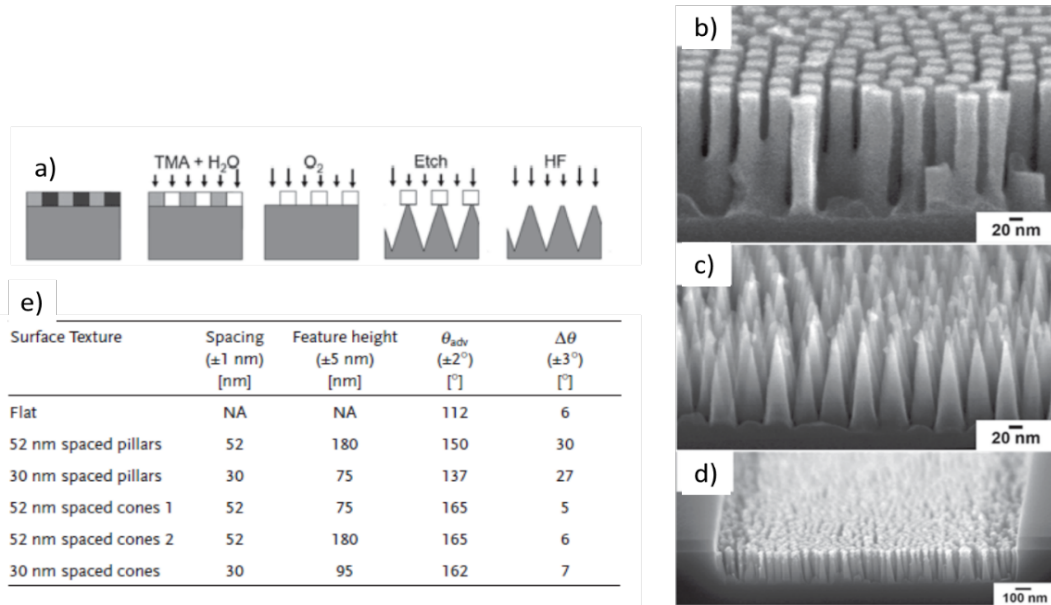 a)
TMA + H₂O
O₂
Etch
HF
b)
20 nm
c)
20 nm
d)
100 nm
e)
Surface Texture Spacing Feature height θadv Δθ
(±1 nm) (±5 nm) (±2°) (±3°)
[nm] [nm] [°] [°]
Flat NA NA 112 6
52 nm spaced pillars 52 180 150 30
30 nm spaced pillars 30 75 137 27
52 nm spaced cones 1 52 75 165 5
52 nm spaced cones 2 52 180 165 6
30 nm spaced cones 30 95 162 7